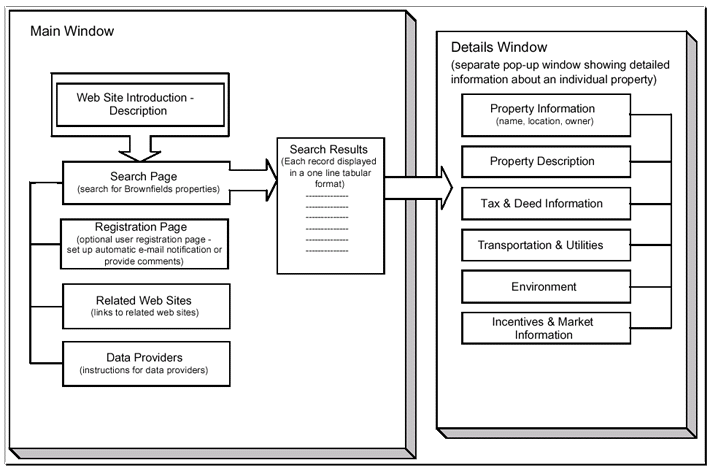 Main Window
Web Site Introduction -
Description
Search Page
(search for Brownfields properties)
Registration Page
(optional user registration page -
set up automatic e-mail notification or
provide comments)
Related Web Sites
(links to related web sites)
Data Providers
(instructions for data providers)
Search Results
(Each record displayed
in a one line tabular
format)
--------------
--------------
--------------
--------------
--------------
--------------
Details Window
(separate pop-up window showing detailed
information about an individual property)
Property Information
(name, location, owner)
Property Description
Tax & Deed Information
Transportation & Utilities
Environment
Incentives & Market
Information